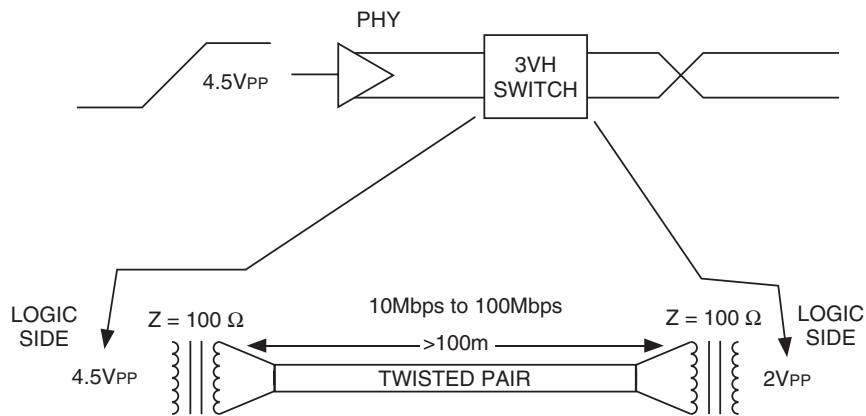 PHY
4.5VPP
3VH
SWITCH
10Mbps to 100Mbps
LOGIC
SIDE
Z = 100 Ω
>100m
Z = 100 Ω
LOGIC
SIDE
4.5VPP
TWISTED PAIR
2VPP